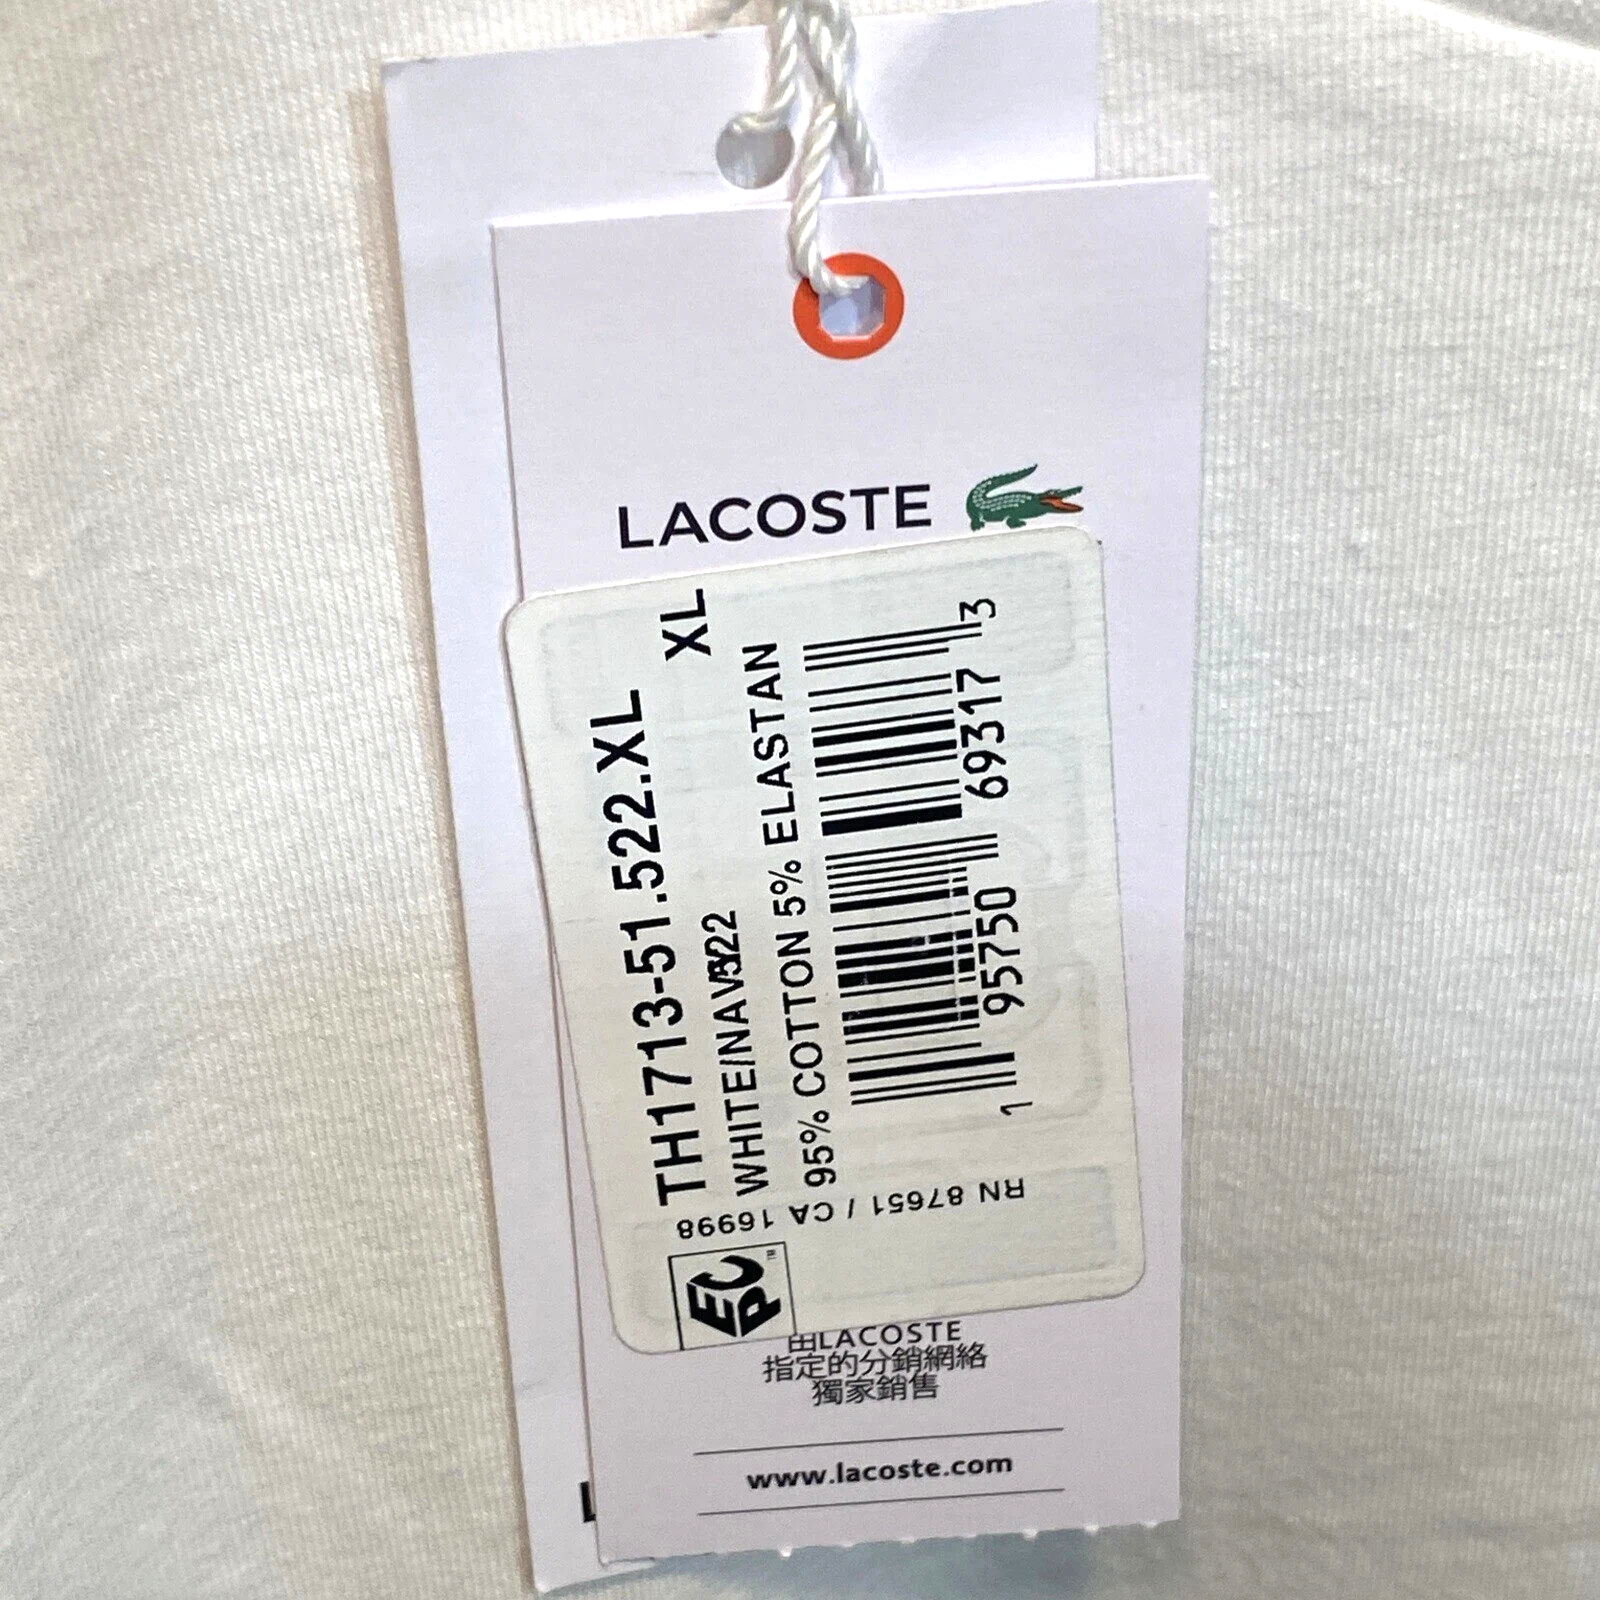 LACOSTE
TH1713-51.522.XL
XL
WHITE/NAV522
95% COTTON 5% ELASTAN
1 95750 69317 3
RN 87651 / CA 16998
EPC™
由LACOSTE
指定的分銷網絡
獨家銷售
www.lacoste.com
L